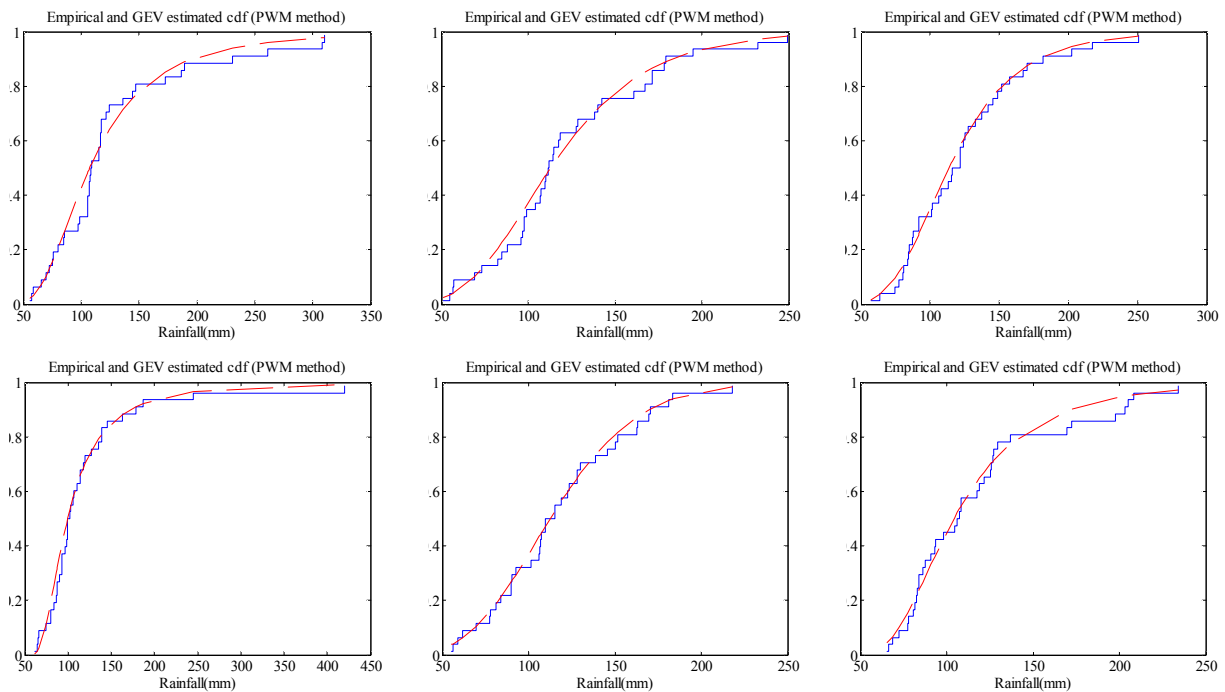 Empirical and GEV estimated cdf (PWM method)
1
.8
.6
.4
.2
0
50 100 150 200 250 300 350
Rainfall(mm)
Empirical and GEV estimated cdf (PWM method)
1
.8
.6
.4
.2
0
50 100 150 200 250
Rainfall(mm)
Empirical and GEV estimated cdf (PWM method)
1
.8
.6
.4
.2
0
50 100 150 200 250 300
Rainfall(mm)
Empirical and GEV estimated cdf (PWM method)
1
.8
.6
.4
.2
0
50 100 150 200 250 300 350 400 450
Rainfall(mm)
Empirical and GEV estimated cdf (PWM method)
1
.8
.6
.4
.2
0
50 100 150 200 250
Rainfall(mm)
Empirical and GEV estimated cdf (PWM method)
1
.8
.6
.4
.2
0
50 100 150 200 250
Rainfall(mm)